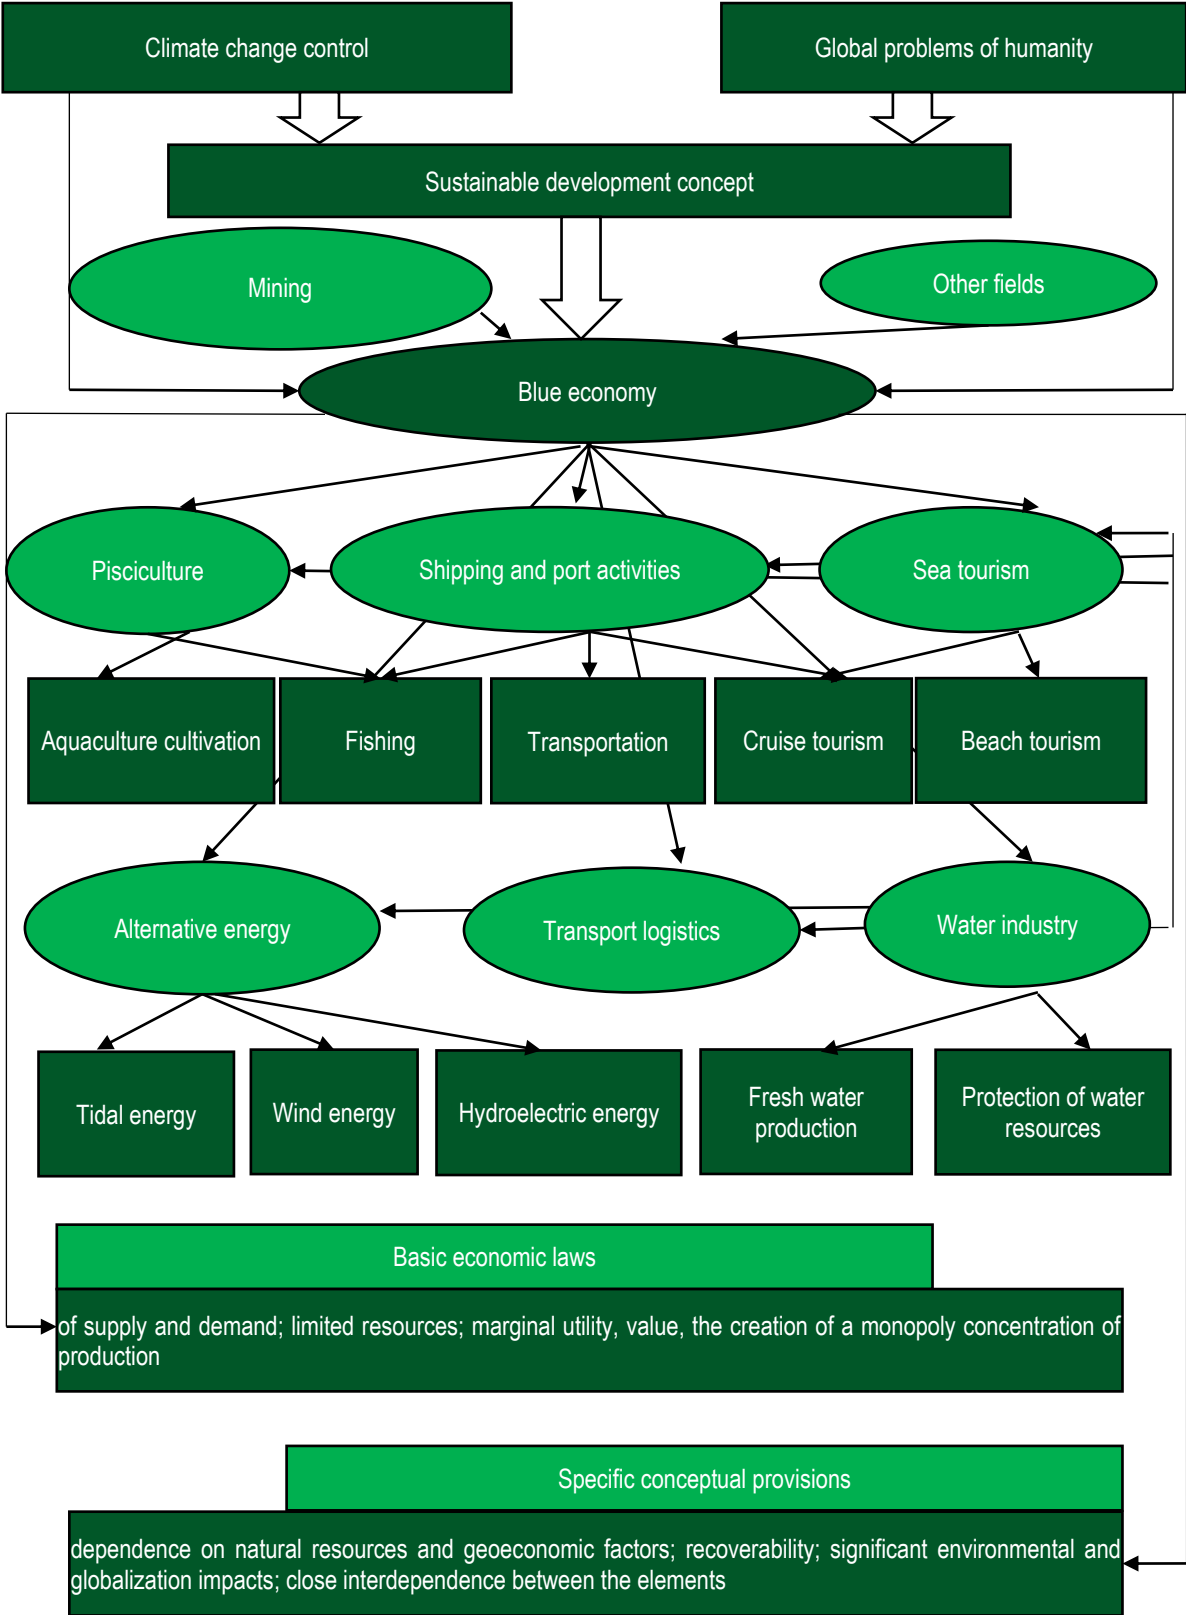 Climate change control
Global problems of humanity
Sustainable development concept
Mining
Other fields
Blue economy
Pisciculture
Shipping and port activities
Sea tourism
Aquaculture cultivation
Fishing
Transportation
Cruise tourism
Beach tourism
Alternative energy
Transport logistics
Water industry
Tidal energy
Wind energy
Hydroelectric energy
Fresh water
production
Protection of water
resources
Basic economic laws
of supply and demand; limited resources; marginal utility, value, the creation of a monopoly concentration of
production
Specific conceptual provisions
dependence on natural resources and geoeconomic factors; recoverability; significant environmental and
globalization impacts; close interdependence between the elements